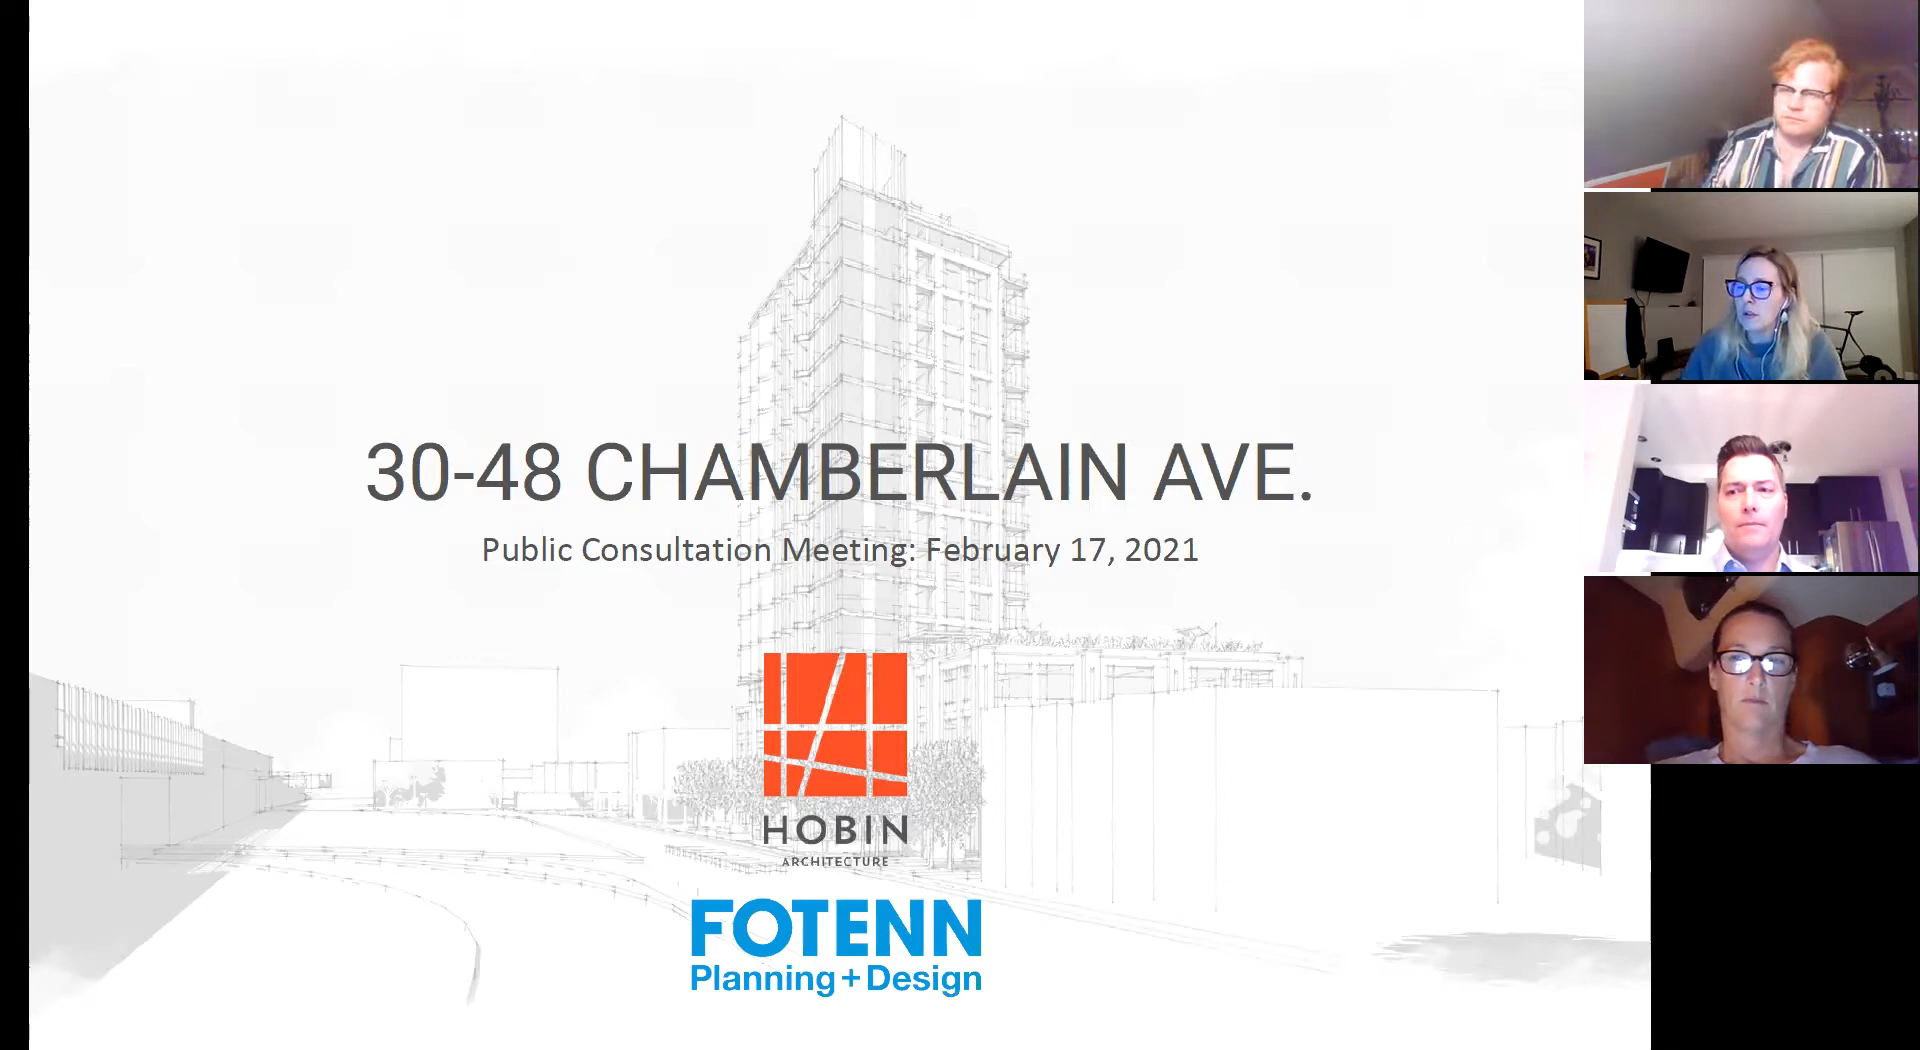 30-48 CHAMBERLAIN AVE.
Public Consultation Meeting: February 17, 2021
HOBIN
ARCHITECTURE
FOTENN
Planning+Design